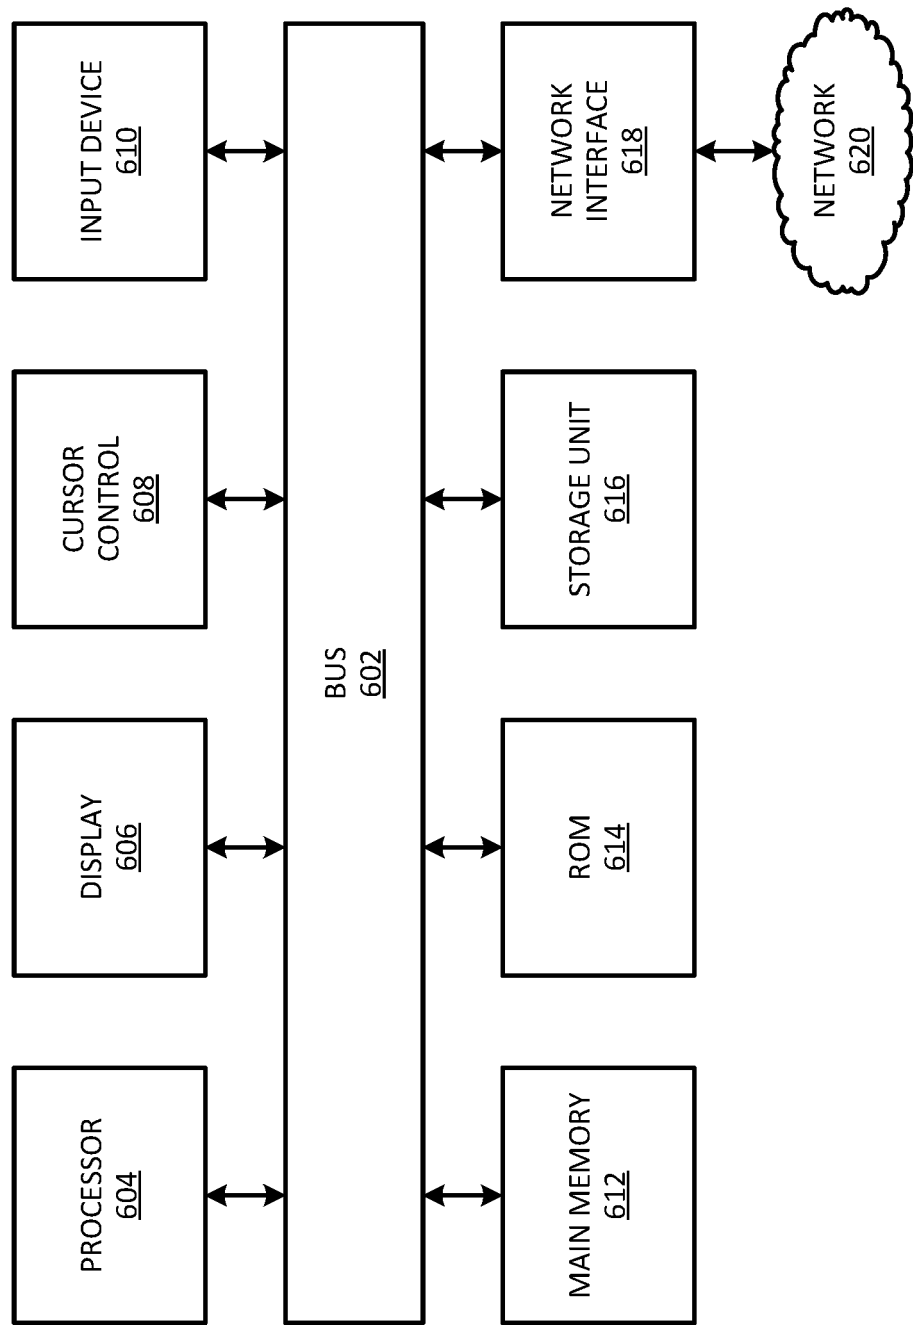 PROCESSOR
604
DISPLAY
606
CURSOR
CONTROL
608
INPUT DEVICE
610
BUS
602
MAIN MEMORY
612
ROM
614
STORAGE UNIT
616
NETWORK
INTERFACE
618
NETWORK
620